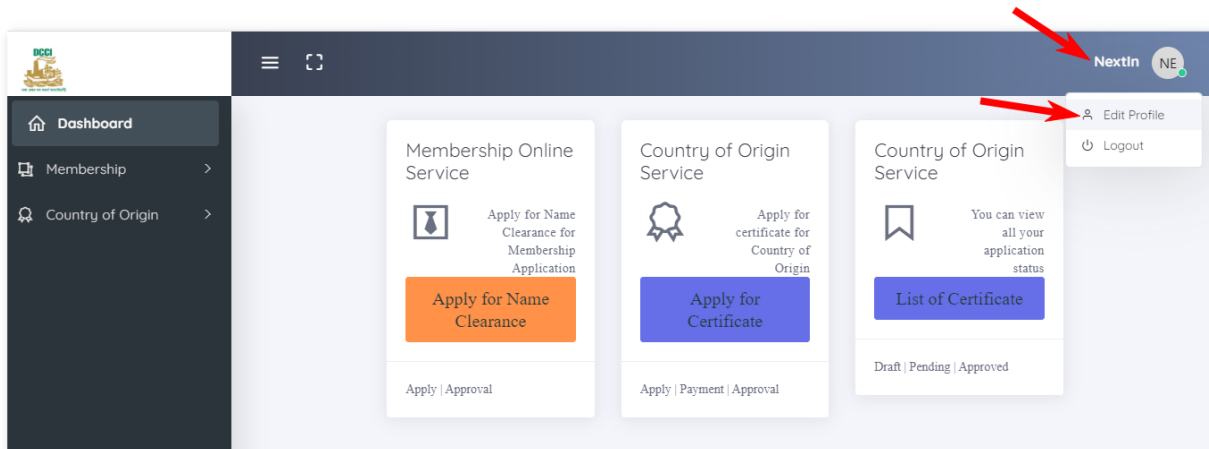 DCCI
NextIn
NE
Edit Profile
Logout
Dashboard
Membership
Country of Origin
Membership Online
Service
Apply for Name
Clearance for
Membership
Application
Apply for Name
Clearance
Apply | Approval
Country of Origin
Service
Apply for
certificate for
Country of
Origin
Apply for
Certificate
Apply | Payment | Approval
Country of Origin
Service
You can view
all your
application
status
List of Certificate
Draft | Pending | Approved